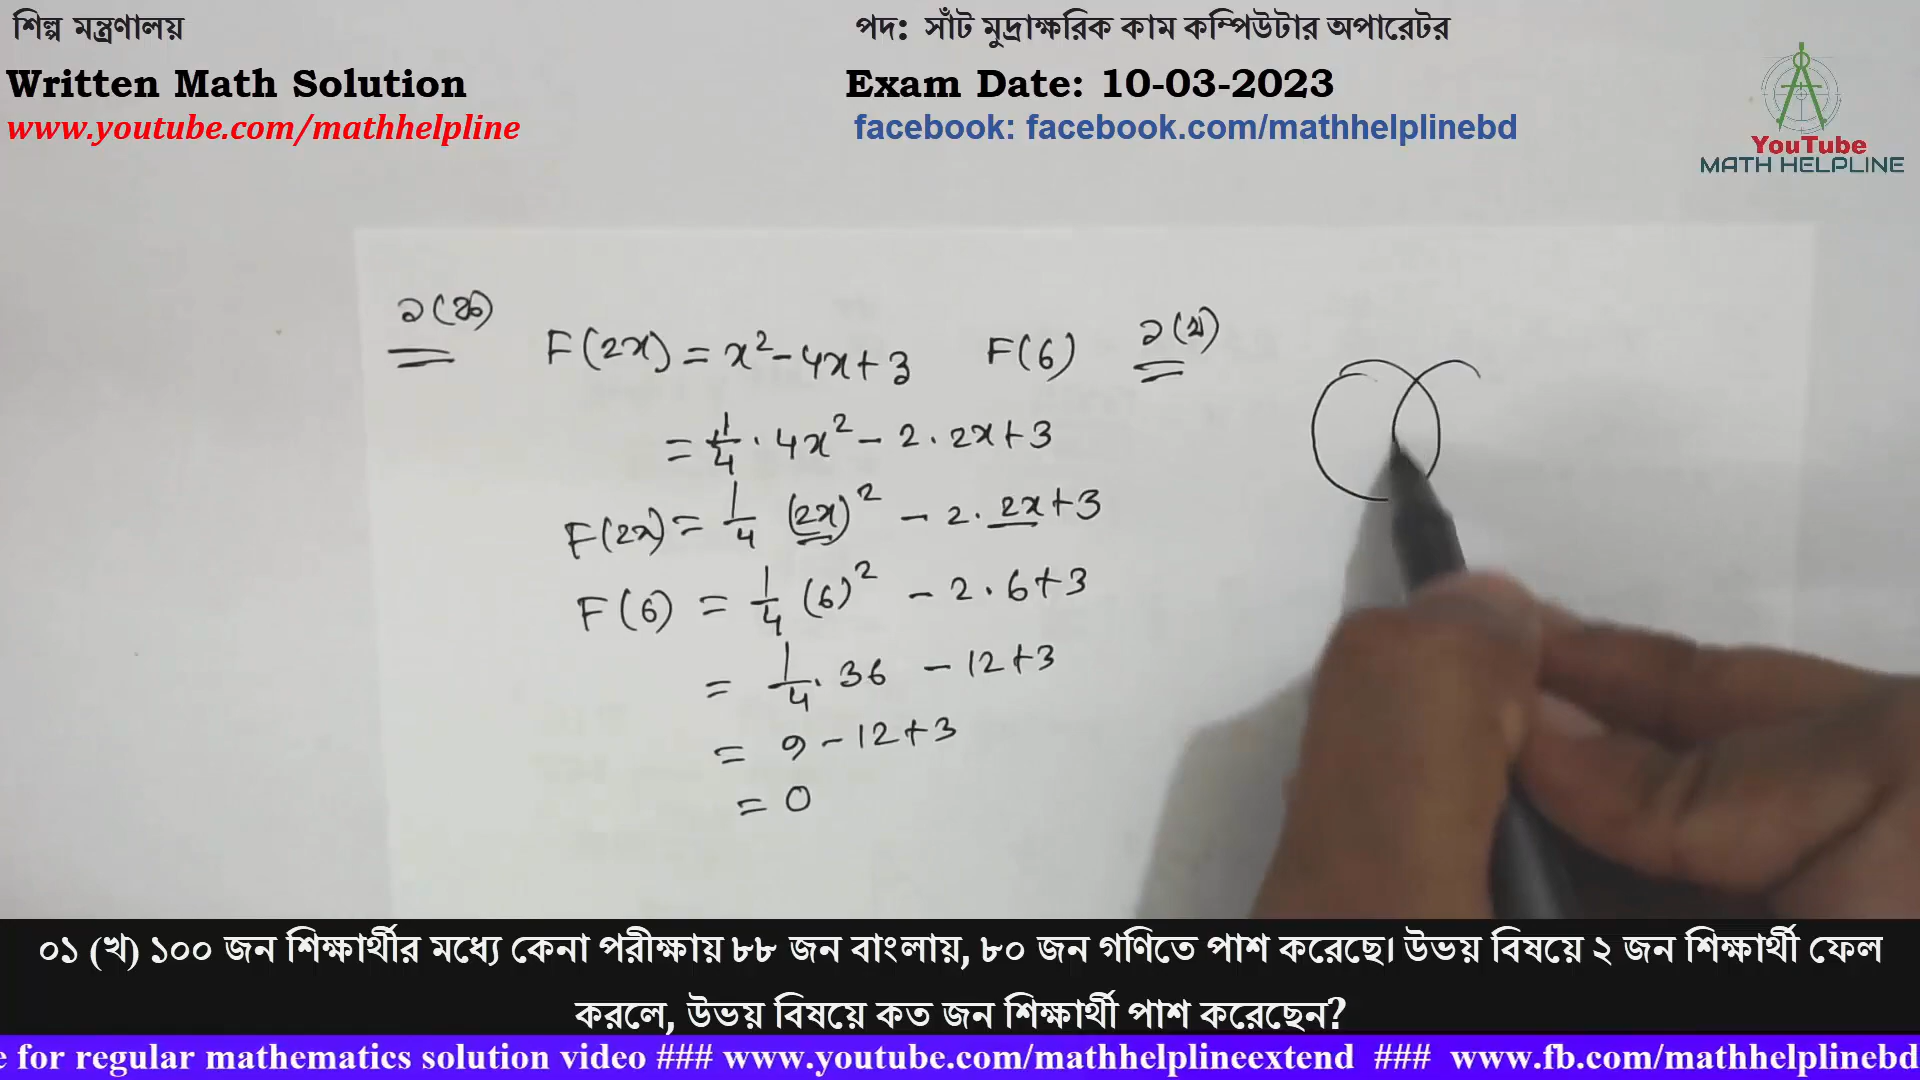 শিল্প মন্ত্রণালয়
পদ: সাঁট মুদ্রাক্ষরিক কাম কম্পিউটার অপারেটর
Written Math Solution
Exam Date: 10-03-2023
www.youtube.com/mathhelpline
facebook: facebook.com/mathhelplinebd
YouTube
MATH HELPLINE
১(ক)
F(2x) = x² - 4x + 3 F(6)
= 1/4 · 4x² - 2 · 2x + 3
F(2x) = 1/4 (2x)² - 2 · 2x + 3
F(6) = 1/4 (6)² - 2 · 6 + 3
= 1/4 · 36 - 12 + 3
= 9 - 12 + 3
= 0
১(খ)
০১ (খ) ১০০ জন শিক্ষার্থীর মধ্যে কেনা পরীক্ষায় ৮৮ জন বাংলায়, ৮০ জন গণিতে পাশ করেছে। উভয় বিষয়ে ২ জন শিক্ষার্থী ফেল
করলে, উভয় বিষয়ে কত জন শিক্ষার্থী পাশ করেছেন?
e for regular mathematics solution video ### www.youtube.com/mathhelplineextend ### www.fb.com/mathhelplinebd